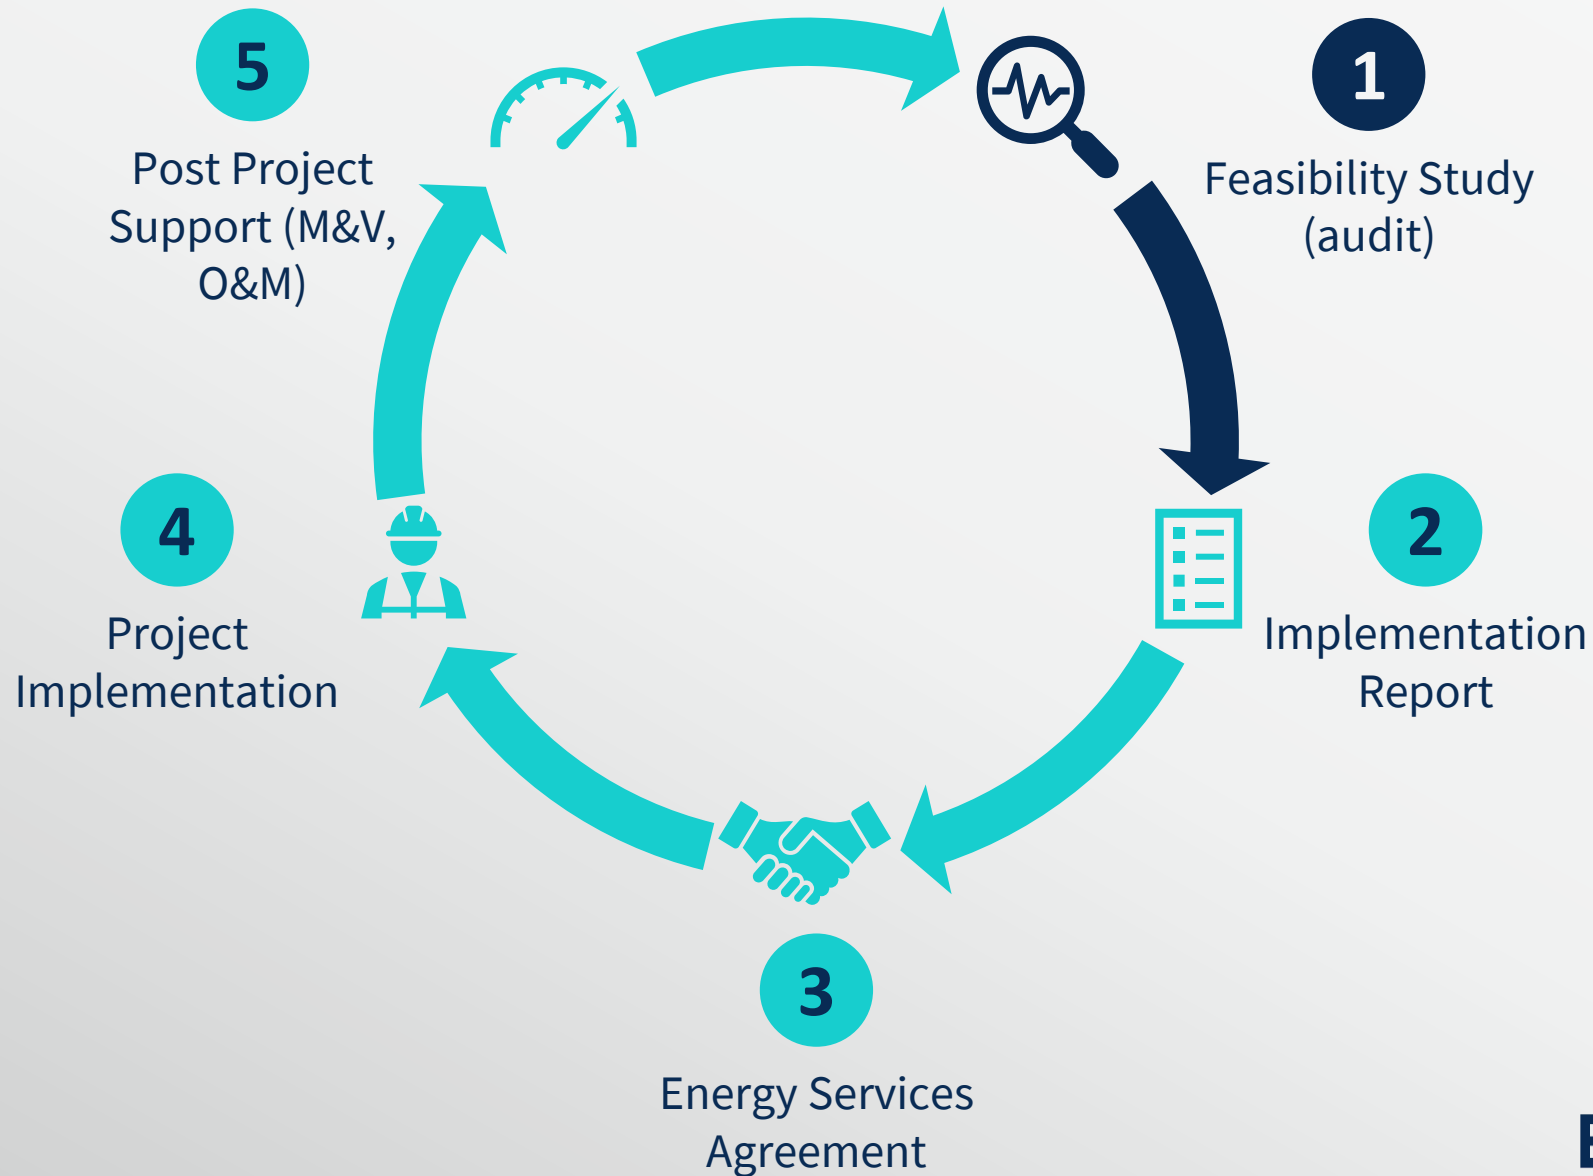 1
Feasibility Study
(audit)
2
Implementation
Report
3
Energy Services
Agreement
4
Project
Implementation
5
Post Project
Support (M&V,
O&M)